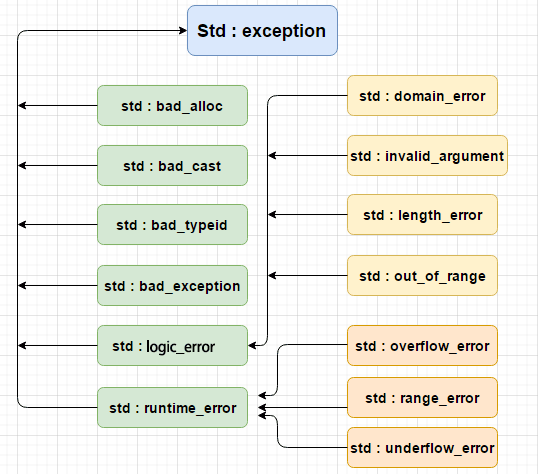 Std : exception
std : bad_alloc
std : bad_cast
std : bad_typeid
std : bad_exception
std : logic_error
std : runtime_error
std : domain_error
std : invalid_argument
std : length_error
std : out_of_range
std : overflow_error
std : range_error
std : underflow_error